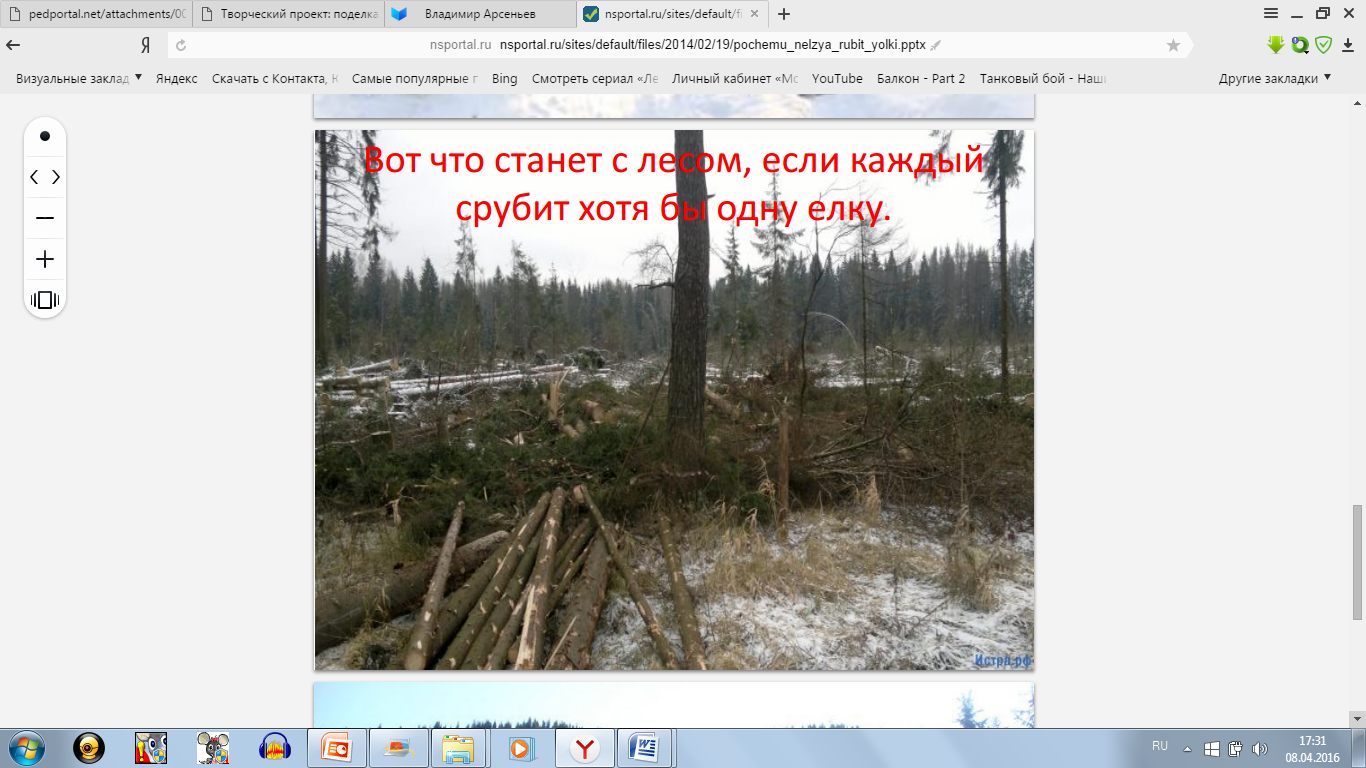 pedportal.net/attachments/00
Творческий проект: поделка
Владимир Арсеньев
nsportal.ru/sites/default/fi
Я
nsportal.ru nsportal.ru/sites/default/files/2014/02/19/pochemu_nelzya_rubit_yolki.pptx
Визуальные заклад Яндекс Скачать с Контакта, К Самые популярные г Bing Смотреть сериал «Ле Личный кабинет «Мо YouTube Балкон - Part 2 Танковый бой - Наш Другие закладки
Вот что станет с лесом, если каждый
срубит хотя бы одну елку.
Истра.рф
RU
17:31
08.04.2016